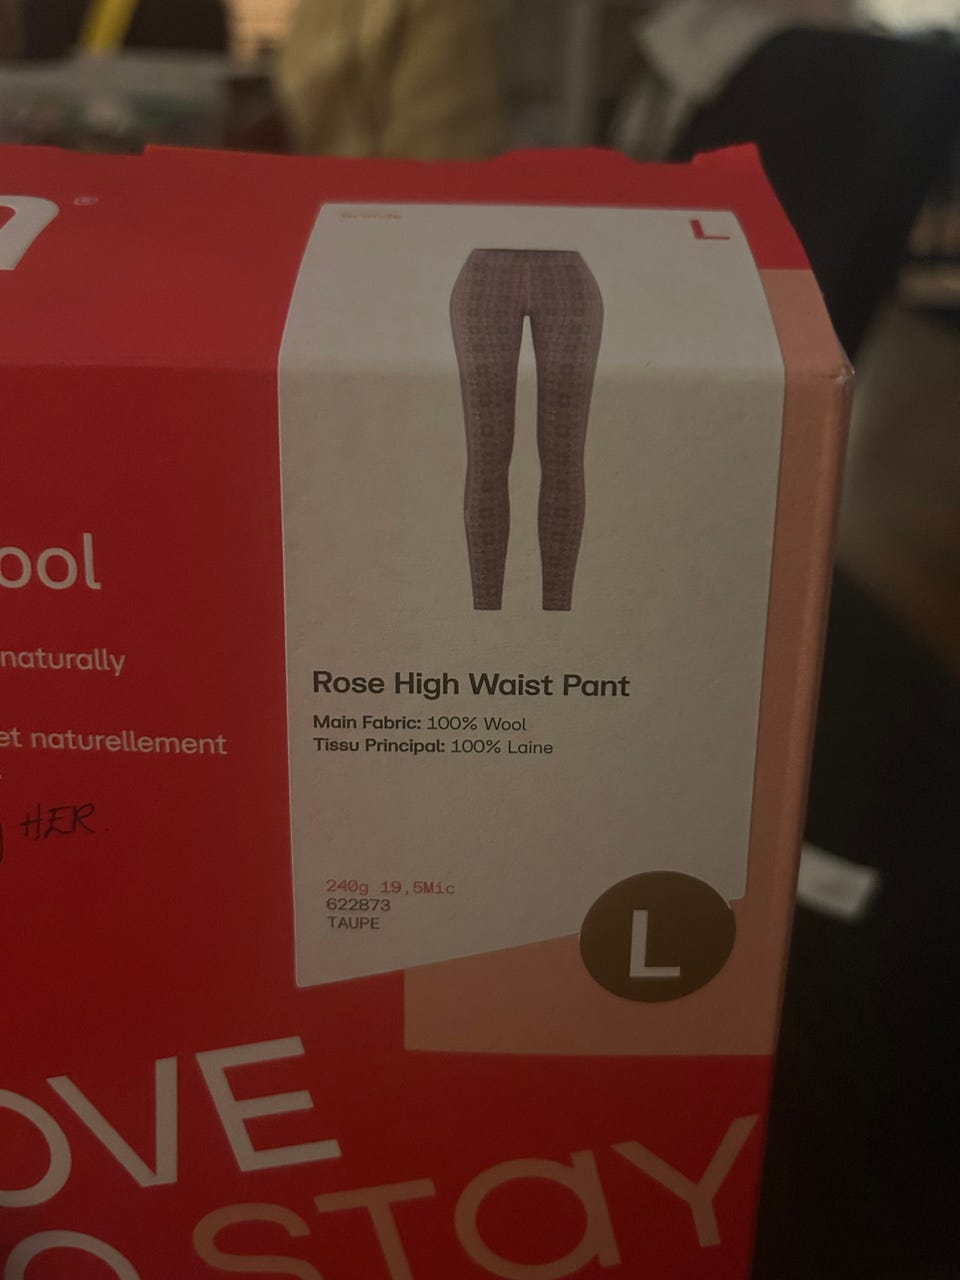 ®
L
ool
naturally
et naturellement
HER.
Rose High Waist Pant
Main Fabric: 100% Wool
Tissu Principal: 100% Laine
240g 19,5Mic
622873
TAUPE
L
OVE
O STAY